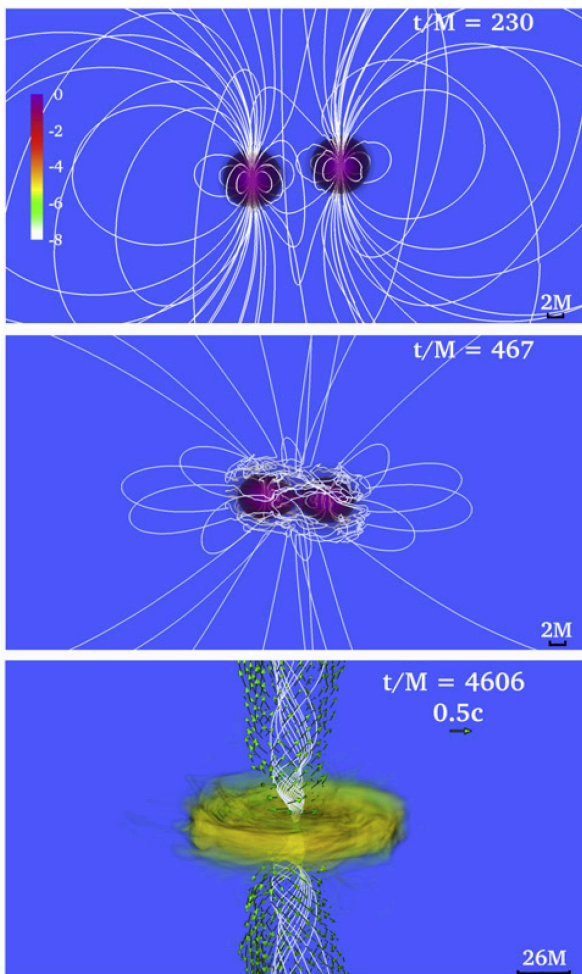 t/M = 230
0
-2
-4
-6
-8
2M
t/M = 467
2M
t/M = 4606
0.5c
26M